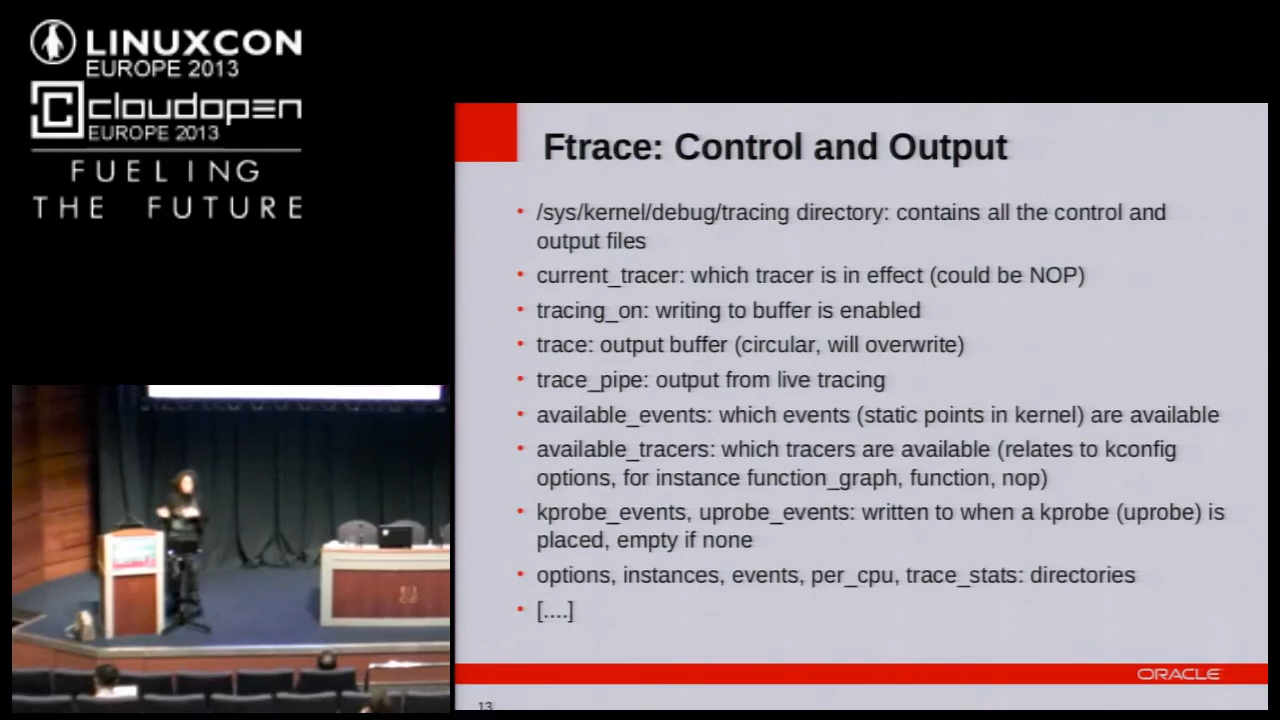 LINUXCON
EUROPE 2013
cloudopen
EUROPE 2013
FUELING
THE FUTURE
Ftrace: Control and Output
• /sys/kernel/debug/tracing directory: contains all the control and
output files
• current_tracer: which tracer is in effect (could be NOP)
• tracing_on: writing to buffer is enabled
• trace: output buffer (circular, will overwrite)
• trace_pipe: output from live tracing
• available_events: which events (static points in kernel) are available
• available_tracers: which tracers are available (relates to kconfig
options, for instance function_graph, function, nop)
• kprobe_events, uprobe_events: written to when a kprobe (uprobe) is
placed, empty if none
• options, instances, events, per_cpu, trace_stats: directories
• [....]
ORACLE
13